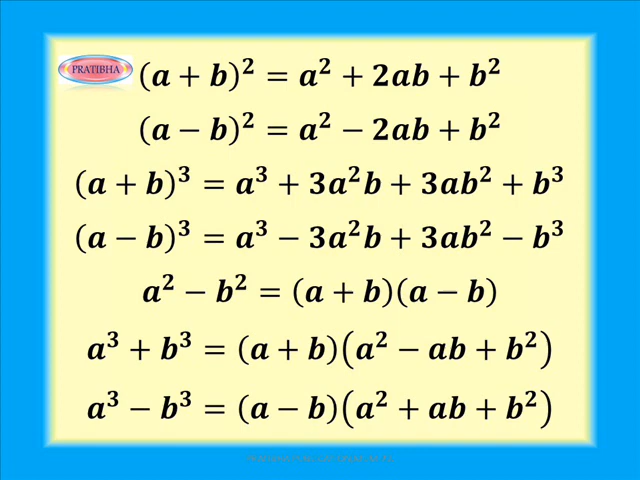 PRATIBHA
(a + b)² = a² + 2ab + b²
(a − b)² = a² − 2ab + b²
(a + b)³ = a³ + 3a²b + 3ab² + b³
(a − b)³ = a³ − 3a²b + 3ab² − b³
a² − b² = (a + b)(a − b)
a³ + b³ = (a + b)(a² − ab + b²)
a³ − b³ = (a − b)(a² + ab + b²)